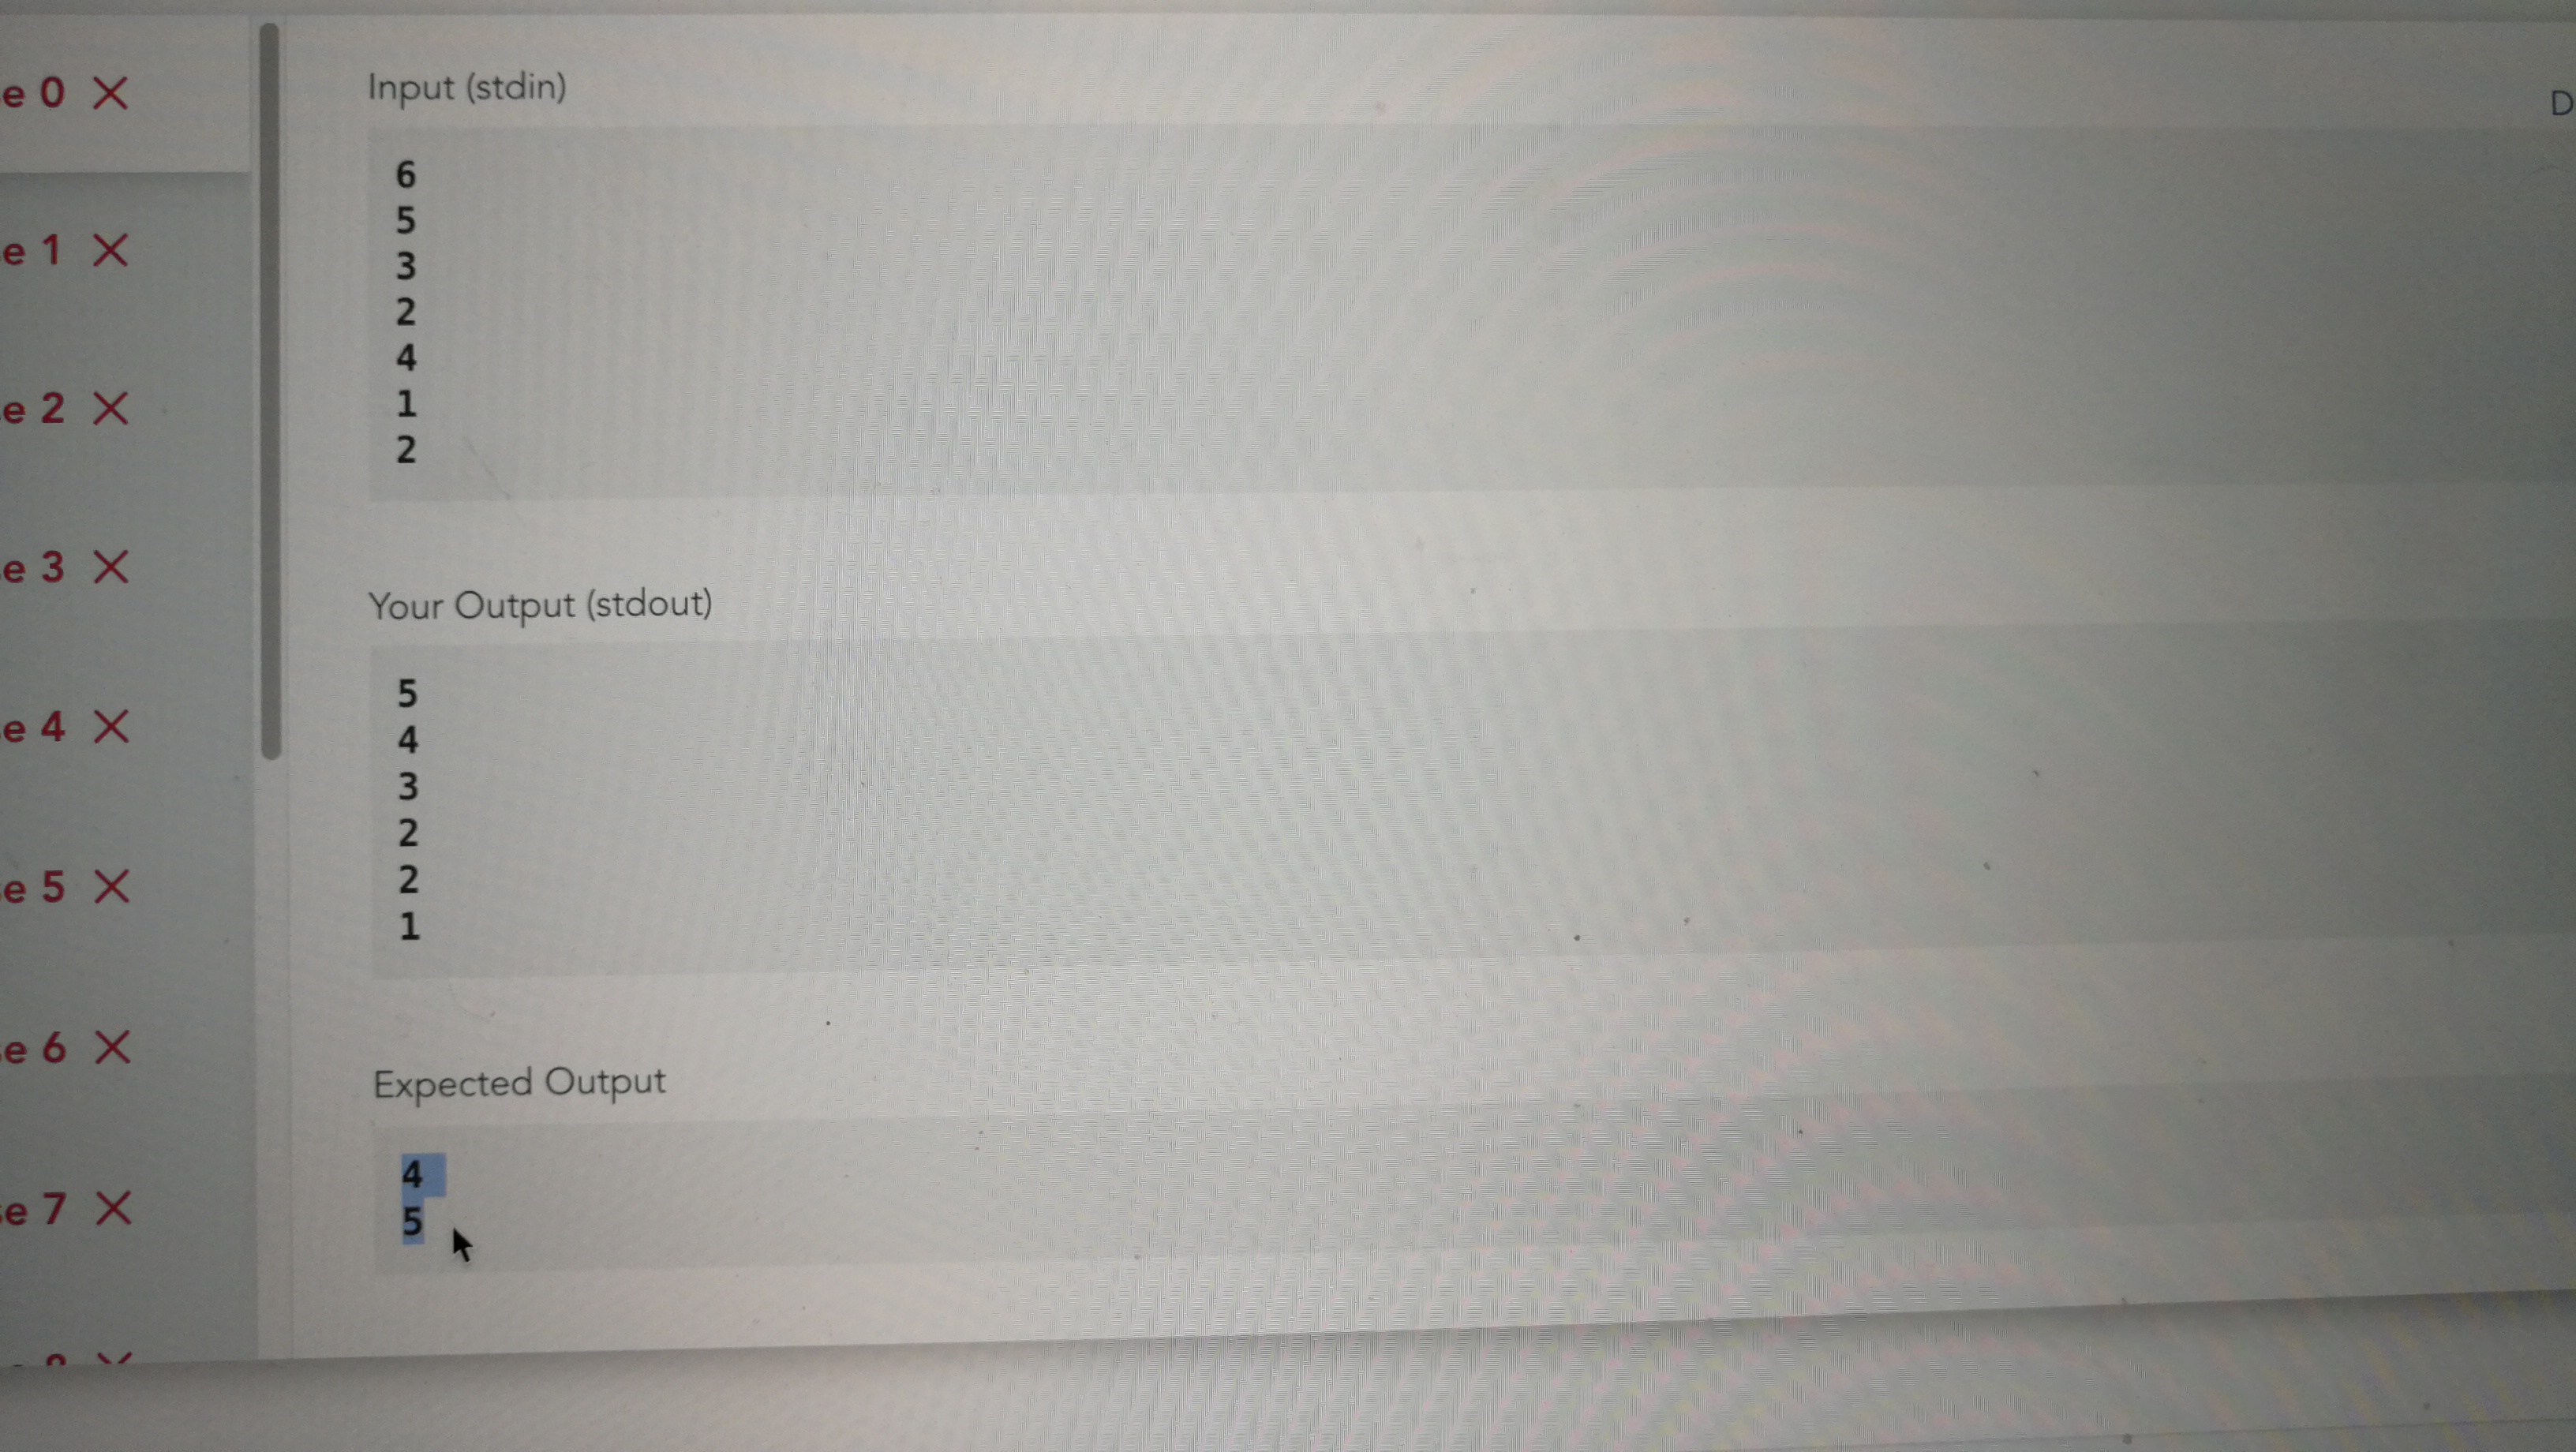 e 0 ×
e 1 ×
e 2 ×
e 3 ×
e 4 ×
e 5 ×
e 6 ×
e 7 ×
Input (stdin)
D
6
5
3
2
4
1
2
Your Output (stdout)
5
4
3
2
2
1
Expected Output
4
5